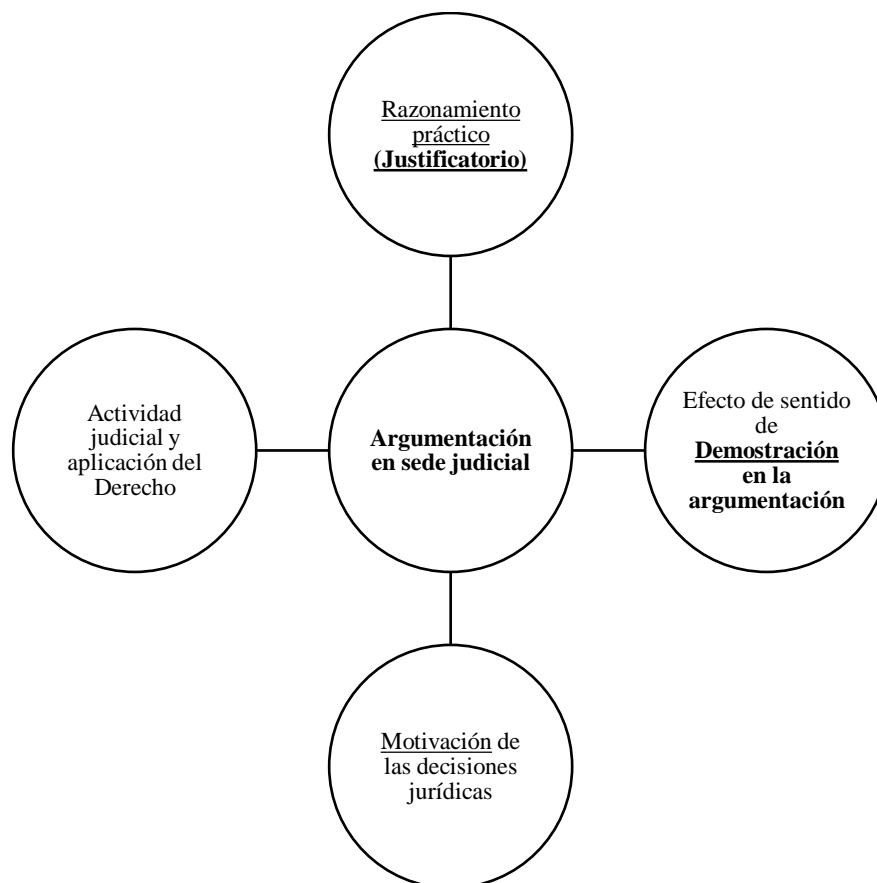 Razonamiento
práctico
(Justificatorio)
Actividad
judicial y
aplicación del
Derecho
Argumentación
en sede judicial
Efecto de sentido
de
Demostración
en la
argumentación
Motivación de
las decisiones
jurídicas